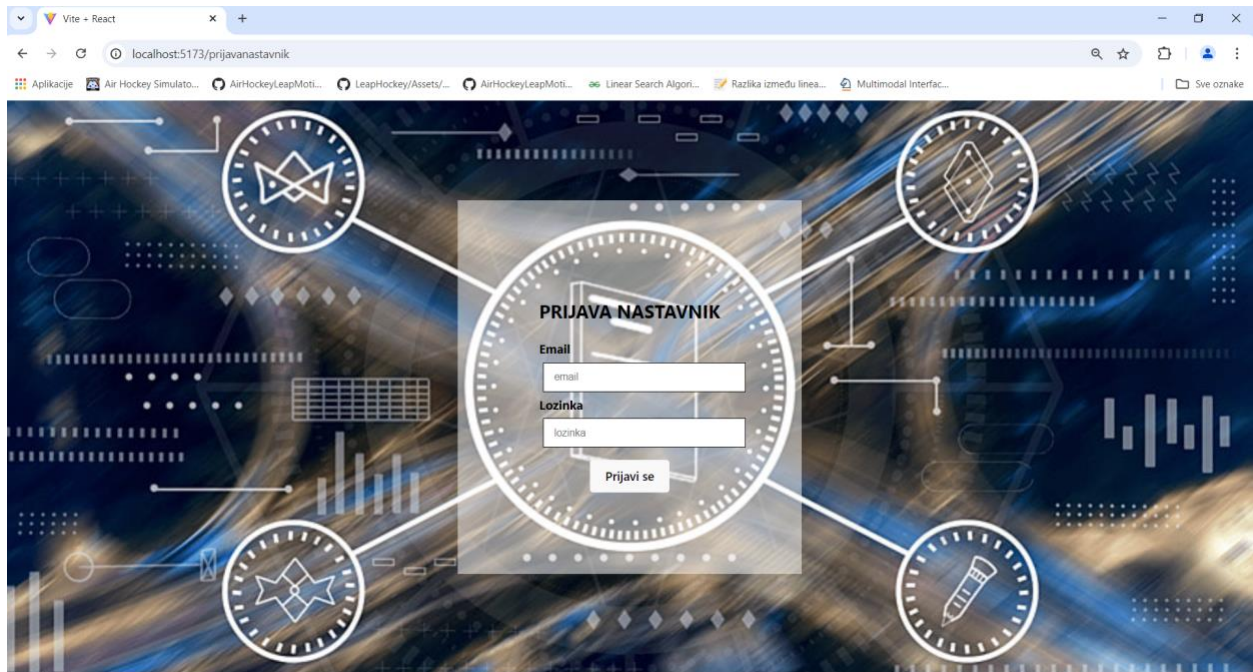 Vite + React
localhost:5173/prijavanastavnik
Aplikacije Air Hockey Simulato... AirHockeyLeapMoti... LeapHockey/Assets/... AirHockeyLeapMoti... Linear Search Algori... Razlika između linea... Multimodal Interfac... Sve oznake
PRIJAVA NASTAVNIK
Email
email
Lozinka
lozinka
Prijavi se